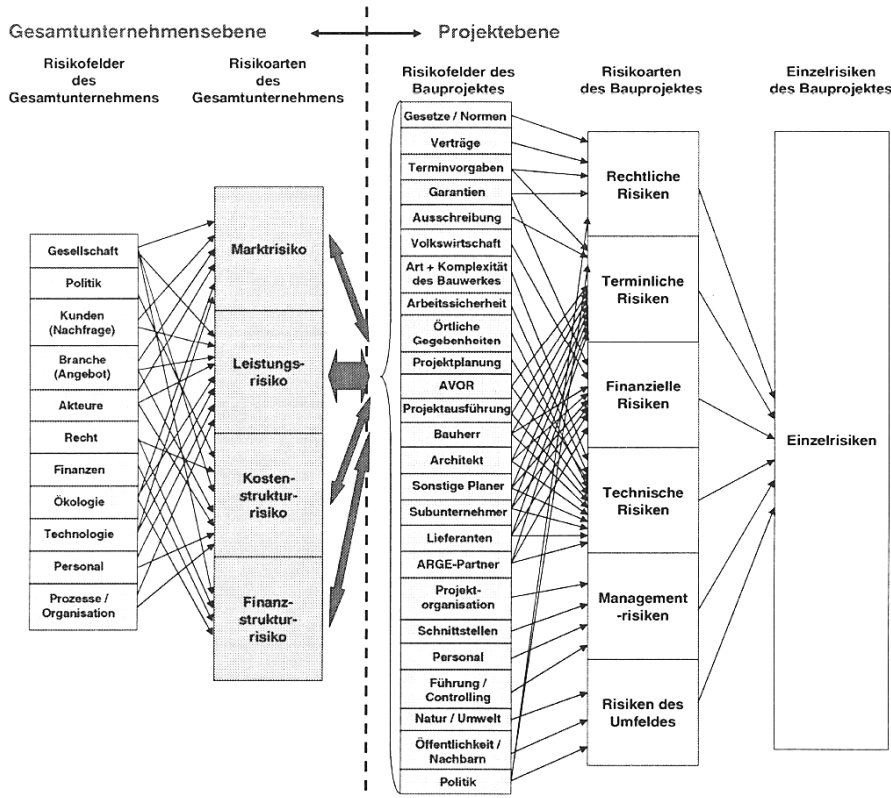 Gesamtunternehmensebene
Projektebene
Risikofelder
des
Gesamtunternehmens
Risikoarten
des
Gesamtunternehmens
Risikofelder des
Bauprojektes
Risikoarten
des Bauprojektes
Einzelrisiken
des Bauprojektes
Gesellschaft
Politik
Kunden
(Nachfrage)
Branche
(Angebot)
Akteure
Recht
Finanzen
Ökologie
Technologie
Personal
Prozesse /
Organisation
Marktrisiko
Leistungs-
risiko
Kosten-
struktur-
risiko
Finanz-
struktur-
risiko
Gesetze / Normen
Verträge
Terminvorgaben
Garantien
Ausschreibung
Volkswirtschaft
Art + Komplexität
des Bauwerkes
Arbeitssicherheit
Örtliche
Gegebenheiten
Projektplanung
AVOR
Projektausführung
Bauherr
Architekt
Sonstige Planer
Subunternehmer
Lieferanten
ARGE-Partner
Projekt-
organisation
Schnittstellen
Personal
Führung /
Controlling
Natur / Umwelt
Öffentlichkeit /
Nachbarn
Politik
Rechtliche
Risiken
Terminliche
Risiken
Finanzielle
Risiken
Technische
Risiken
Management
-risiken
Risiken des
Umfeldes
Einzelrisiken